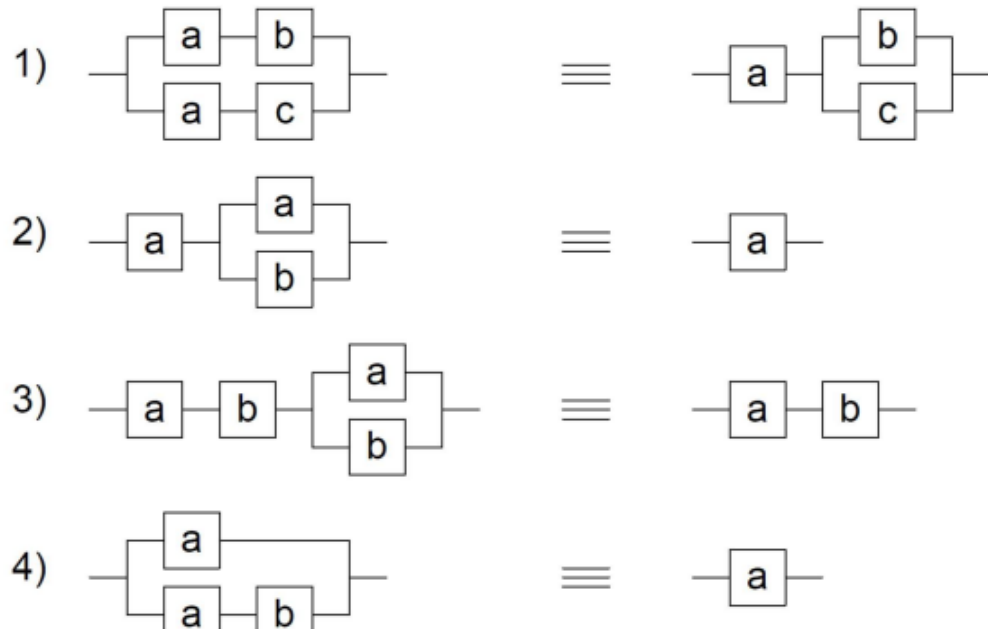 1) a b a c ≡ a b c
2) a a b ≡ a
3) a b a b ≡ a b
4) a a b ≡ a